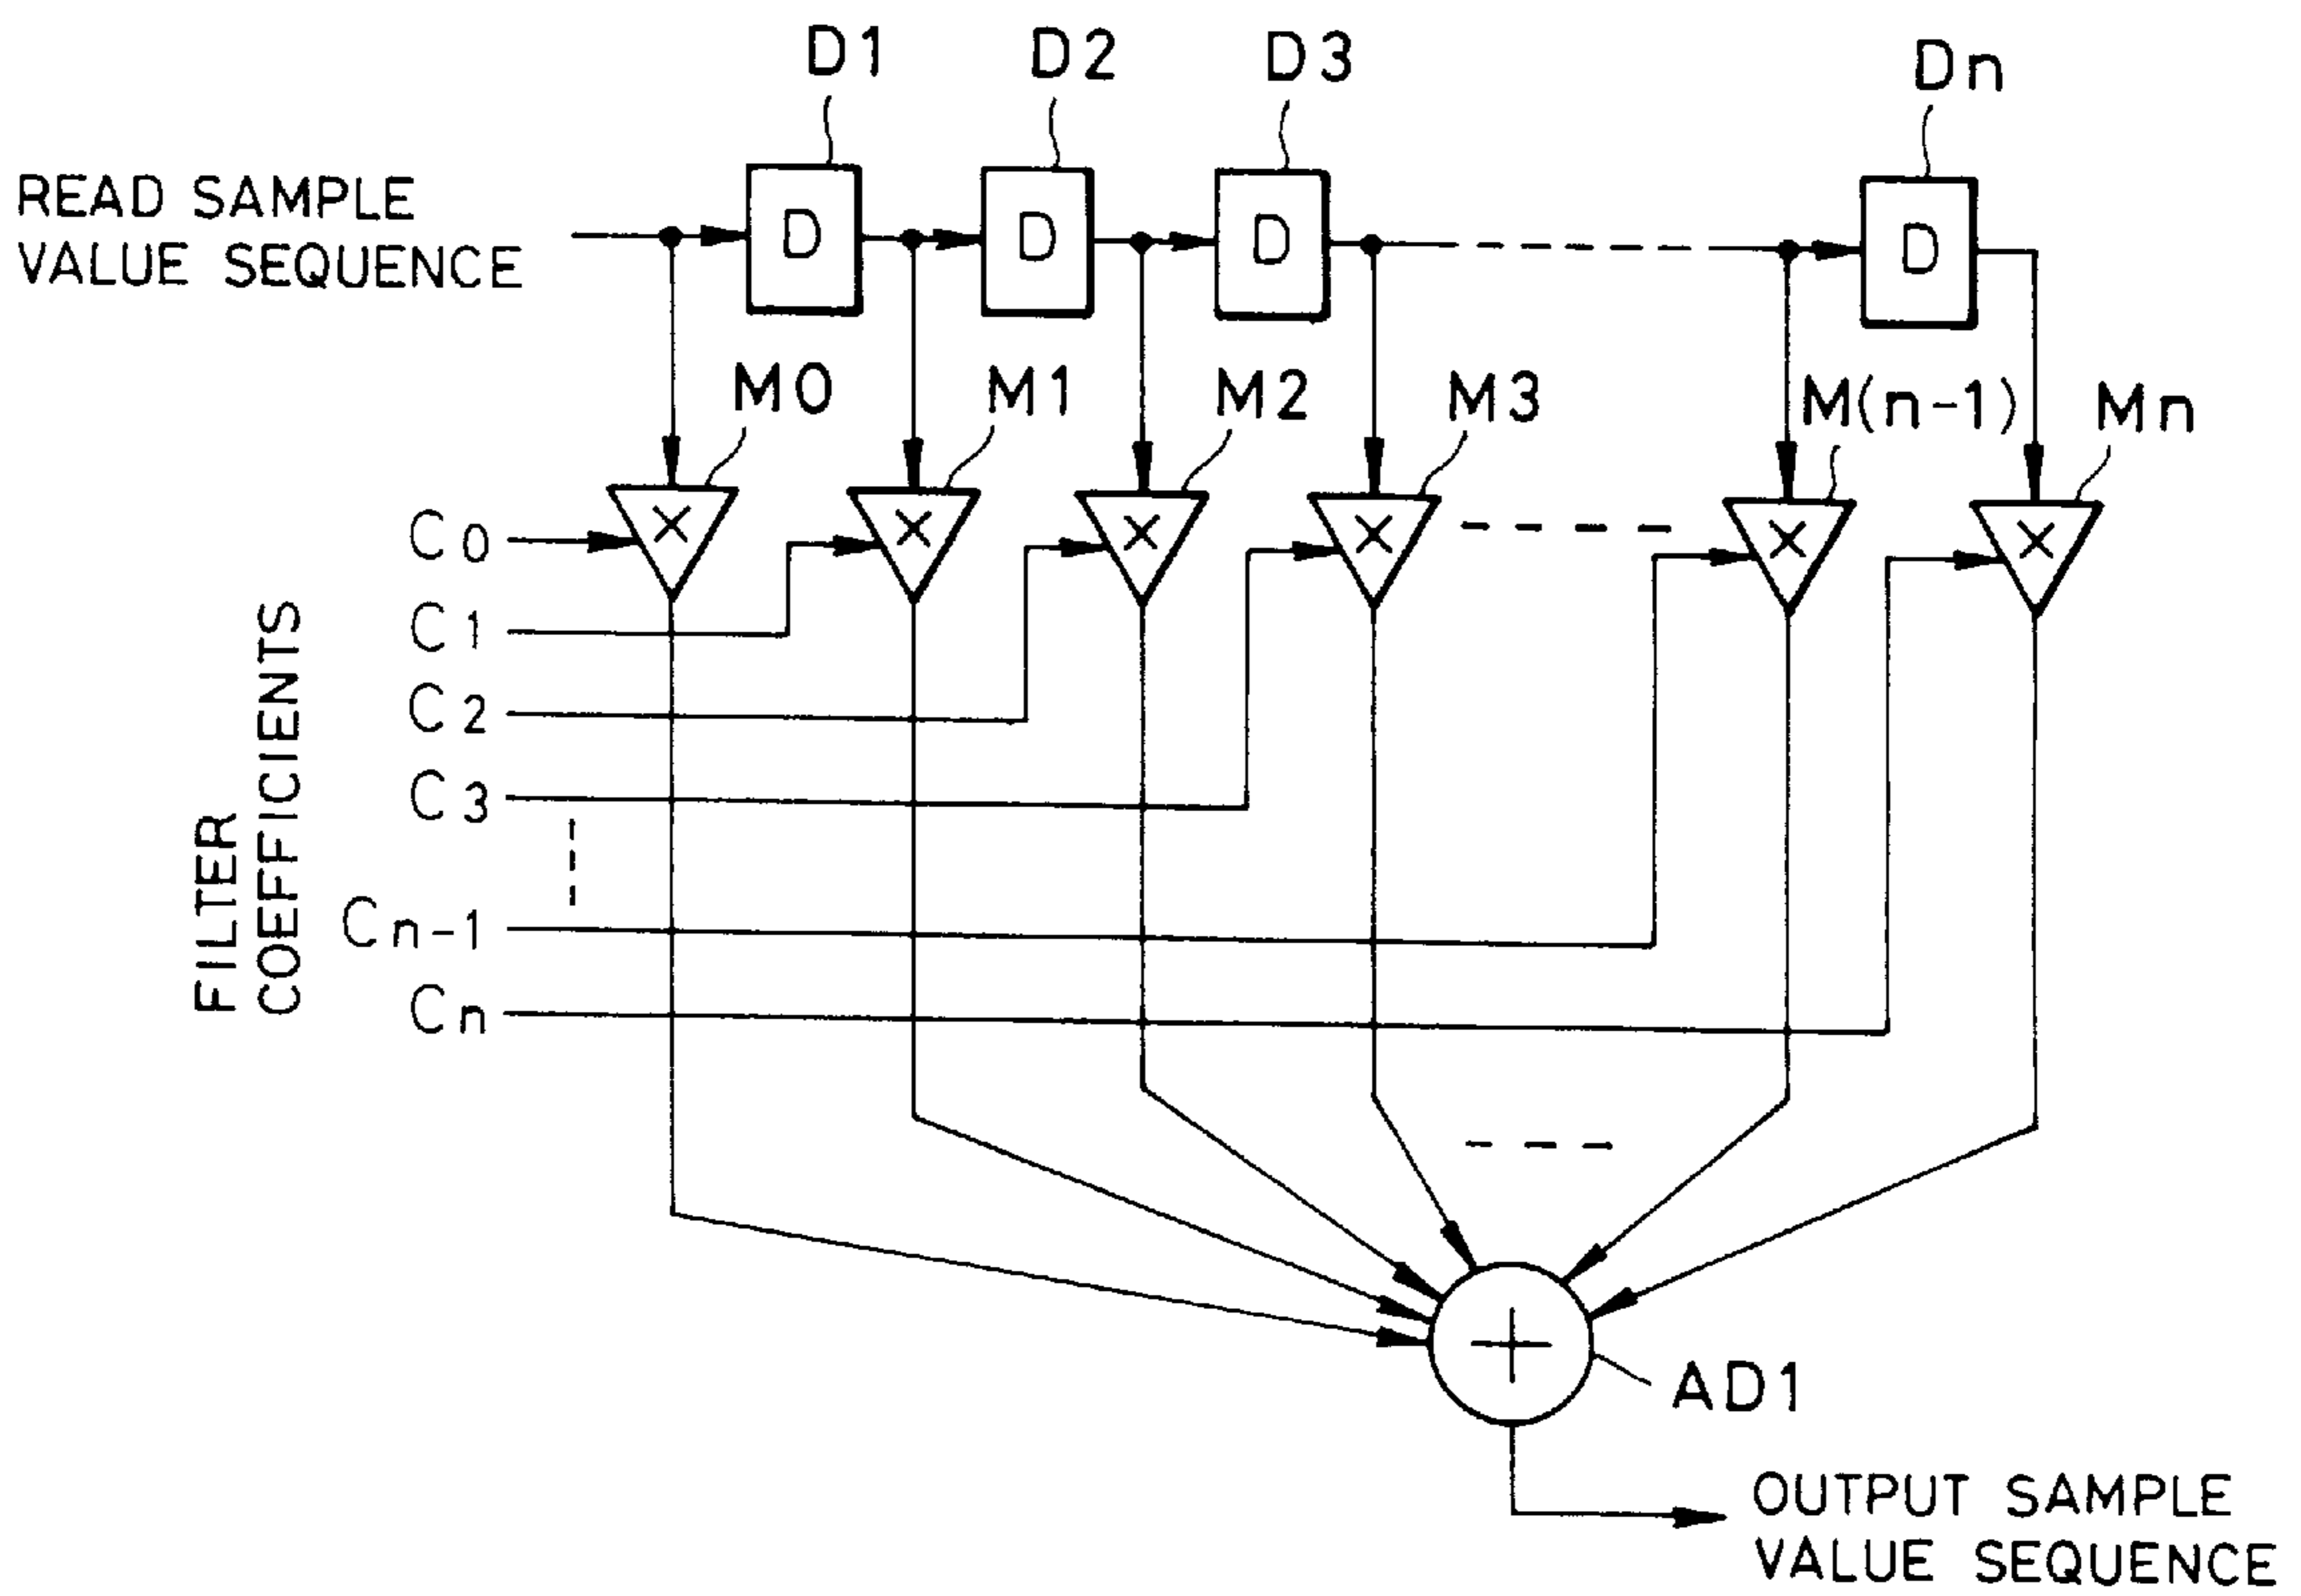 D1
D2
D3
Dn
READ SAMPLE
VALUE SEQUENCE
D
D
D
D
M0
M1
M2
M3
M(n-1)
Mn
×
×
×
×
×
×
C0
C1
C2
C3
Cn-1
Cn
FILTER
COEFFICIENTS
+
AD1
OUTPUT SAMPLE
VALUE SEQUENCE